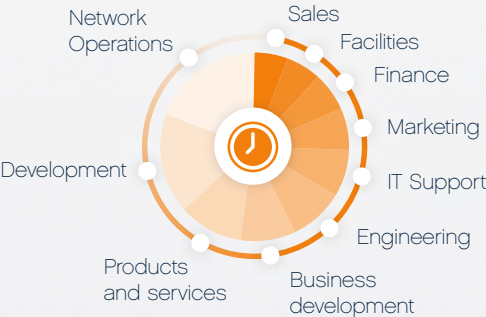 Network
Operations
Sales
Facilities
Finance
Marketing
IT Support
Engineering
Business
development
Products
and services
Development